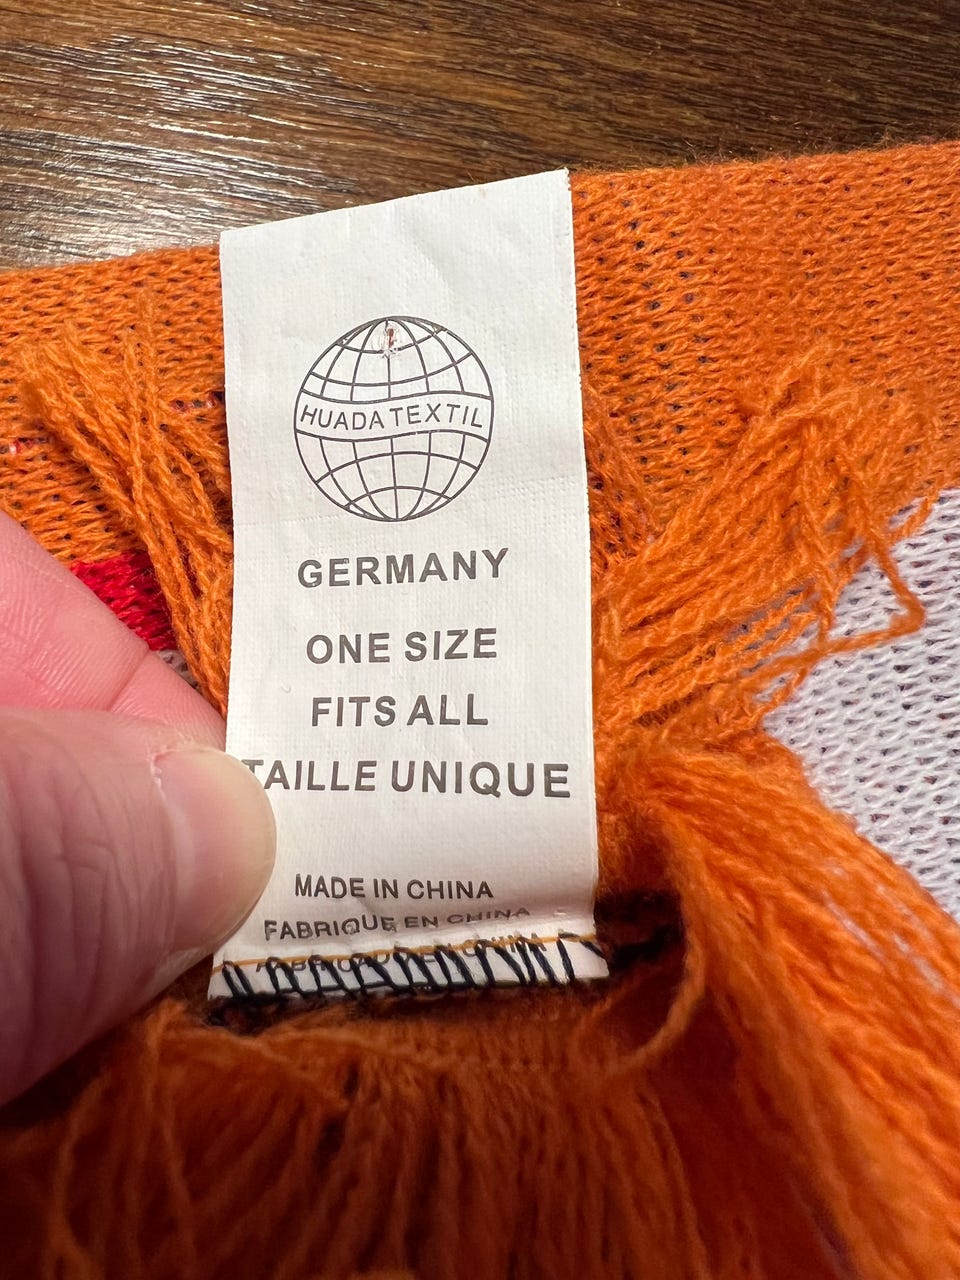 HUADA TEXTIL
GERMANY
ONE SIZE
FITS ALL
TAILLE UNIQUE
MADE IN CHINA
FABRIQUE EN CHINA